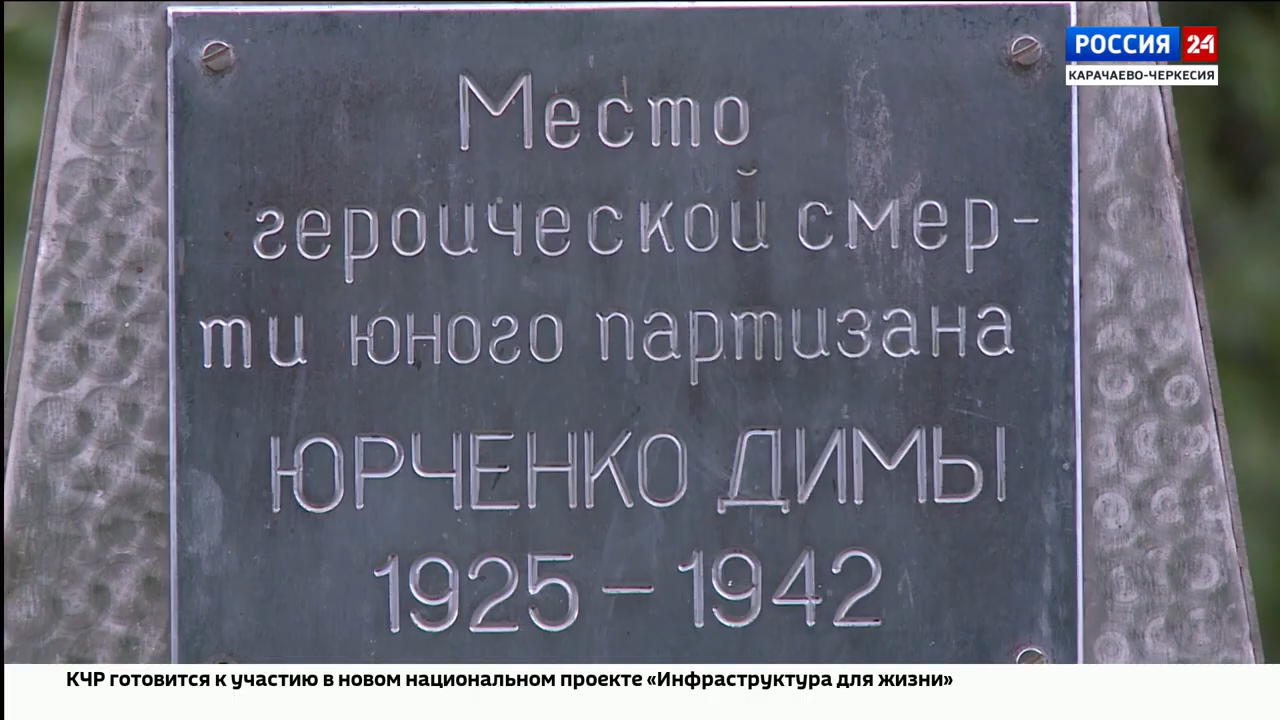 РОССИЯ 24
КАРАЧАЕВО-ЧЕРКЕСИЯ
Место
героической смер-
ти юного партизана
ЮРЧЕНКО ДИМЫ
1925 – 1942
КЧР готовится к участию в новом национальном проекте «Инфраструктура для жизни»